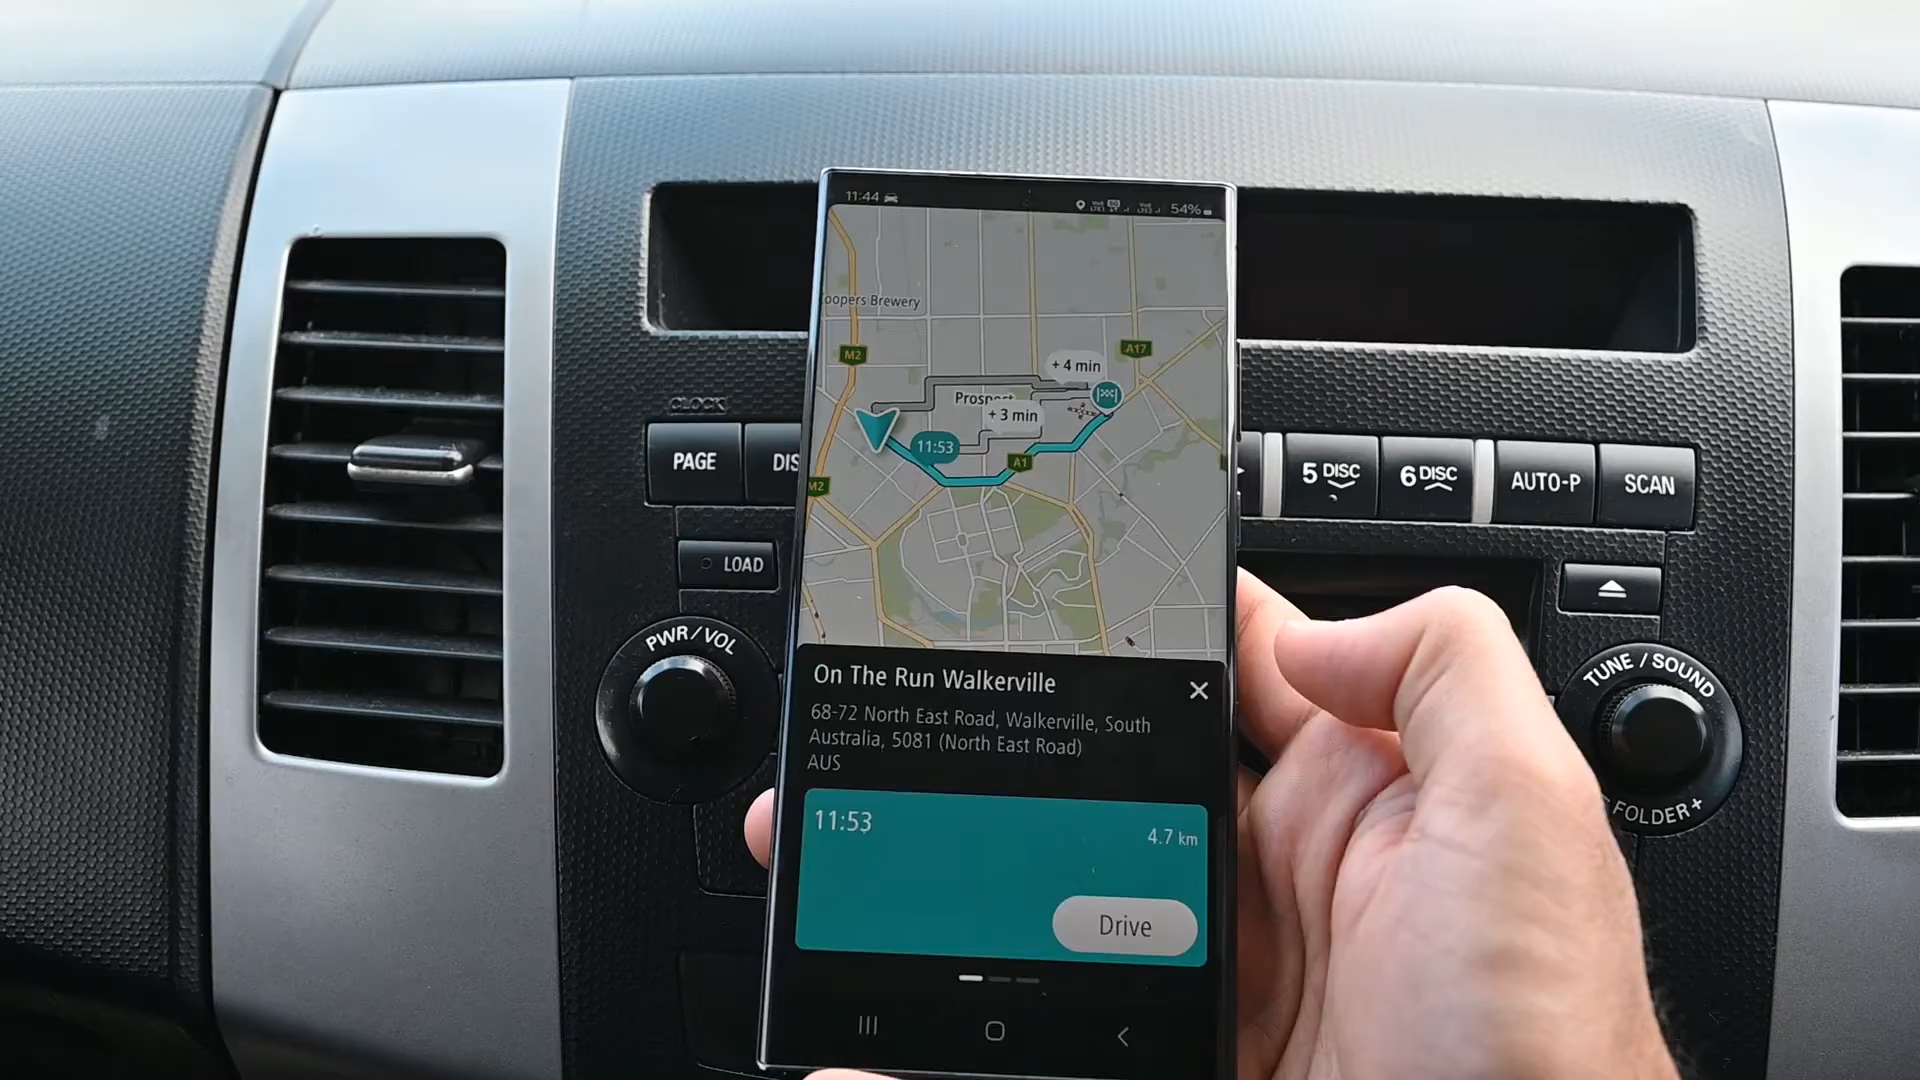 11:44
54%
oopers Brewery
M2
A17
+ 4 min
Prospect
+ 3 min
11:53
A1
M2
On The Run Walkerville
68-72 North East Road, Walkerville, South
Australia, 5081 (North East Road)
AUS
11:53
4.7 km
Drive
CLOCK
PAGE
DIS
5 DISC
6 DISC
AUTO-P
SCAN
LOAD
PWR/VOL
TUNE / SOUND
FOLDER+